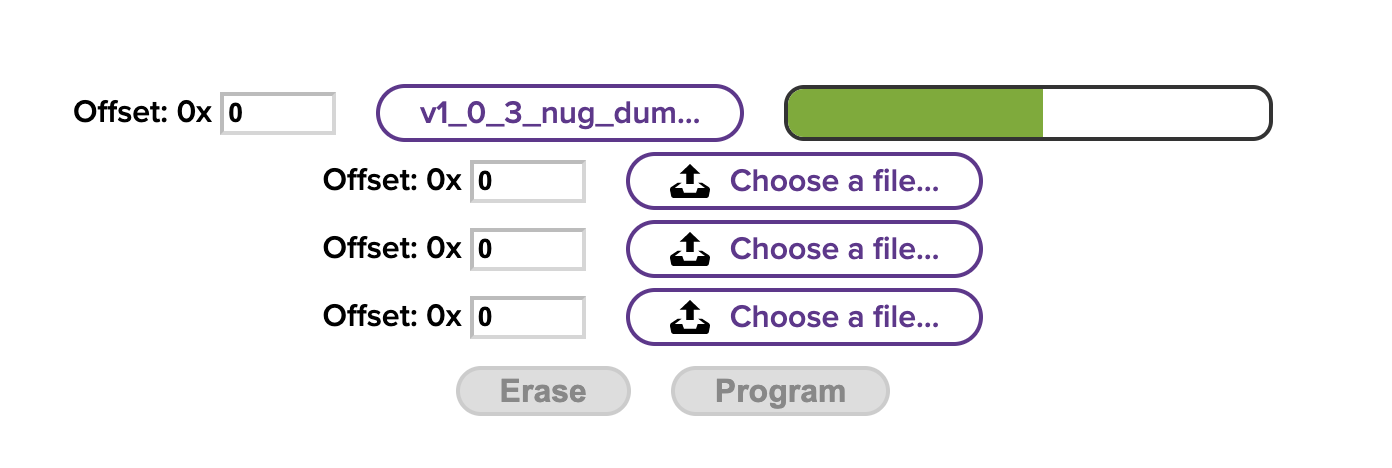 Offset: 0x 0 v1_0_3_nug_dum...
Offset: 0x 0 Choose a file...
Offset: 0x 0 Choose a file...
Offset: 0x 0 Choose a file...
Erase Program